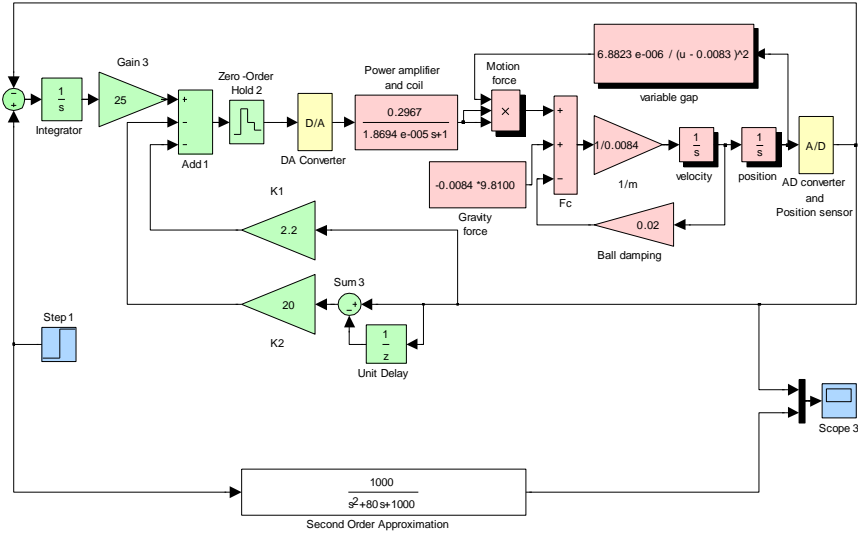 Gain 3
Zero -Order
Hold 2
Power amplifier
and coil
Motion
force
6.8823 e-006 / (u - 0.0083 )^2
variable gap
−
+
1
s
Integrator
25
+
−
−
Add 1
D/A
DA Converter
0.2967
1.8694 e-005 s+1
×
+
+
−
Fc
1/0.0084
1/m
1
s
velocity
1
s
position
A/D
AD converter
and
Position sensor
-0.0084 *9.8100
Gravity
force
0.02
Ball damping
K1
2.2
K2
20
Sum 3
−
+
1
z
Unit Delay
Step 1
Scope 3
1000
s2+80s+1000
Second Order Approximation